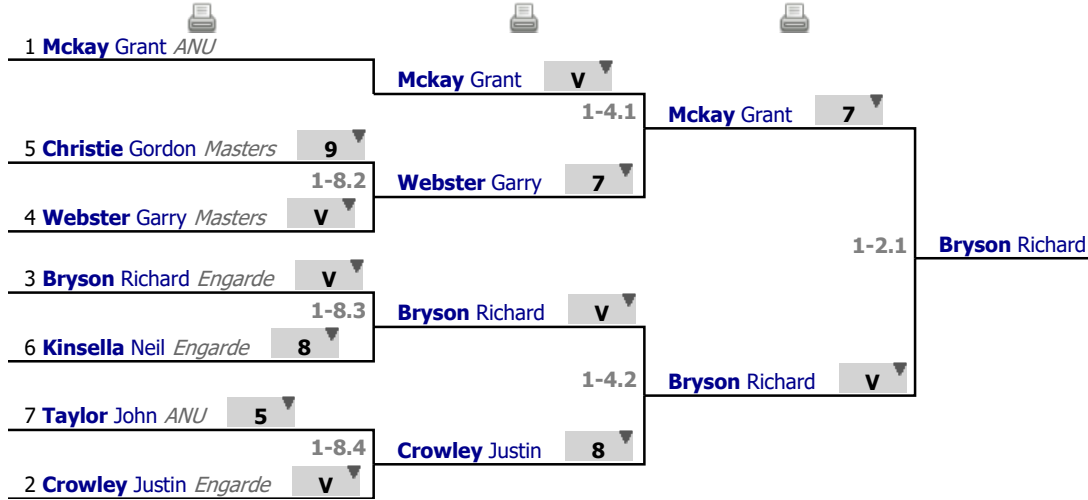 1 Mckay Grant ANU
5 Christie Gordon Masters 9
1-8.2
4 Webster Garry Masters V
3 Bryson Richard Engarde V
1-8.3
6 Kinsella Neil Engarde 8
7 Taylor John ANU 5
1-8.4
2 Crowley Justin Engarde V
Mckay Grant V
1-4.1
Webster Garry 7
Bryson Richard V
1-4.2
Crowley Justin 8
Mckay Grant 7
1-2.1
Bryson Richard V
Bryson Richard